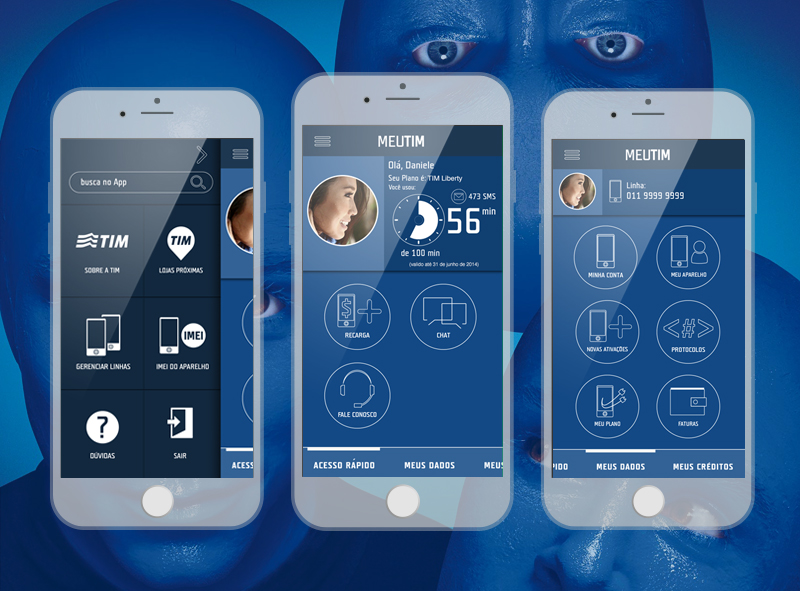 busca no App
TIM
SOBRE A TIM
TIM
LOJAS PRÓXIMAS
GERENCIAR LINHAS
IMEI
IMEI DO APARELHO
?
DÚVIDAS
SAIR
ACESS
MEUTIM
Olá, Daniele
Seu Plano é: TIM Liberty
Você usou:
473 SMS
56 min
de 100 min
(valido até 31 de junho de 2014)
$
RECARGA
CHAT
FALE CONOSCO
ACESSO RÁPIDO
MEUS DADOS
MEUS
MEUTIM
Linha:
011 9999 9999
MINHA CONTA
MEU APARELHO
NOVAS ATIVAÇÕES
<#>
PROTOCOLOS
MEU PLANO
FATURAS
PIDO
MEUS DADOS
MEUS CRÉDITOS